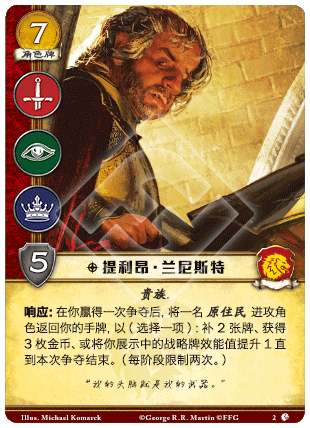 7
角色牌
5
提利昂·兰尼斯特
贵族.
响应: 在你赢得一次争夺后, 将一名 原住民 进攻角
色返回你的手牌, 以 (选择一项): 补 2 张牌、获得
3 枚金币、或将你展示中的战略牌效能值提升 1 直
到本次争夺结束。(每阶段限制两次。)
“我的头脑就是我的武器。”
Illus. Michael Komarck ©George R.R. Martin ©FFG 2